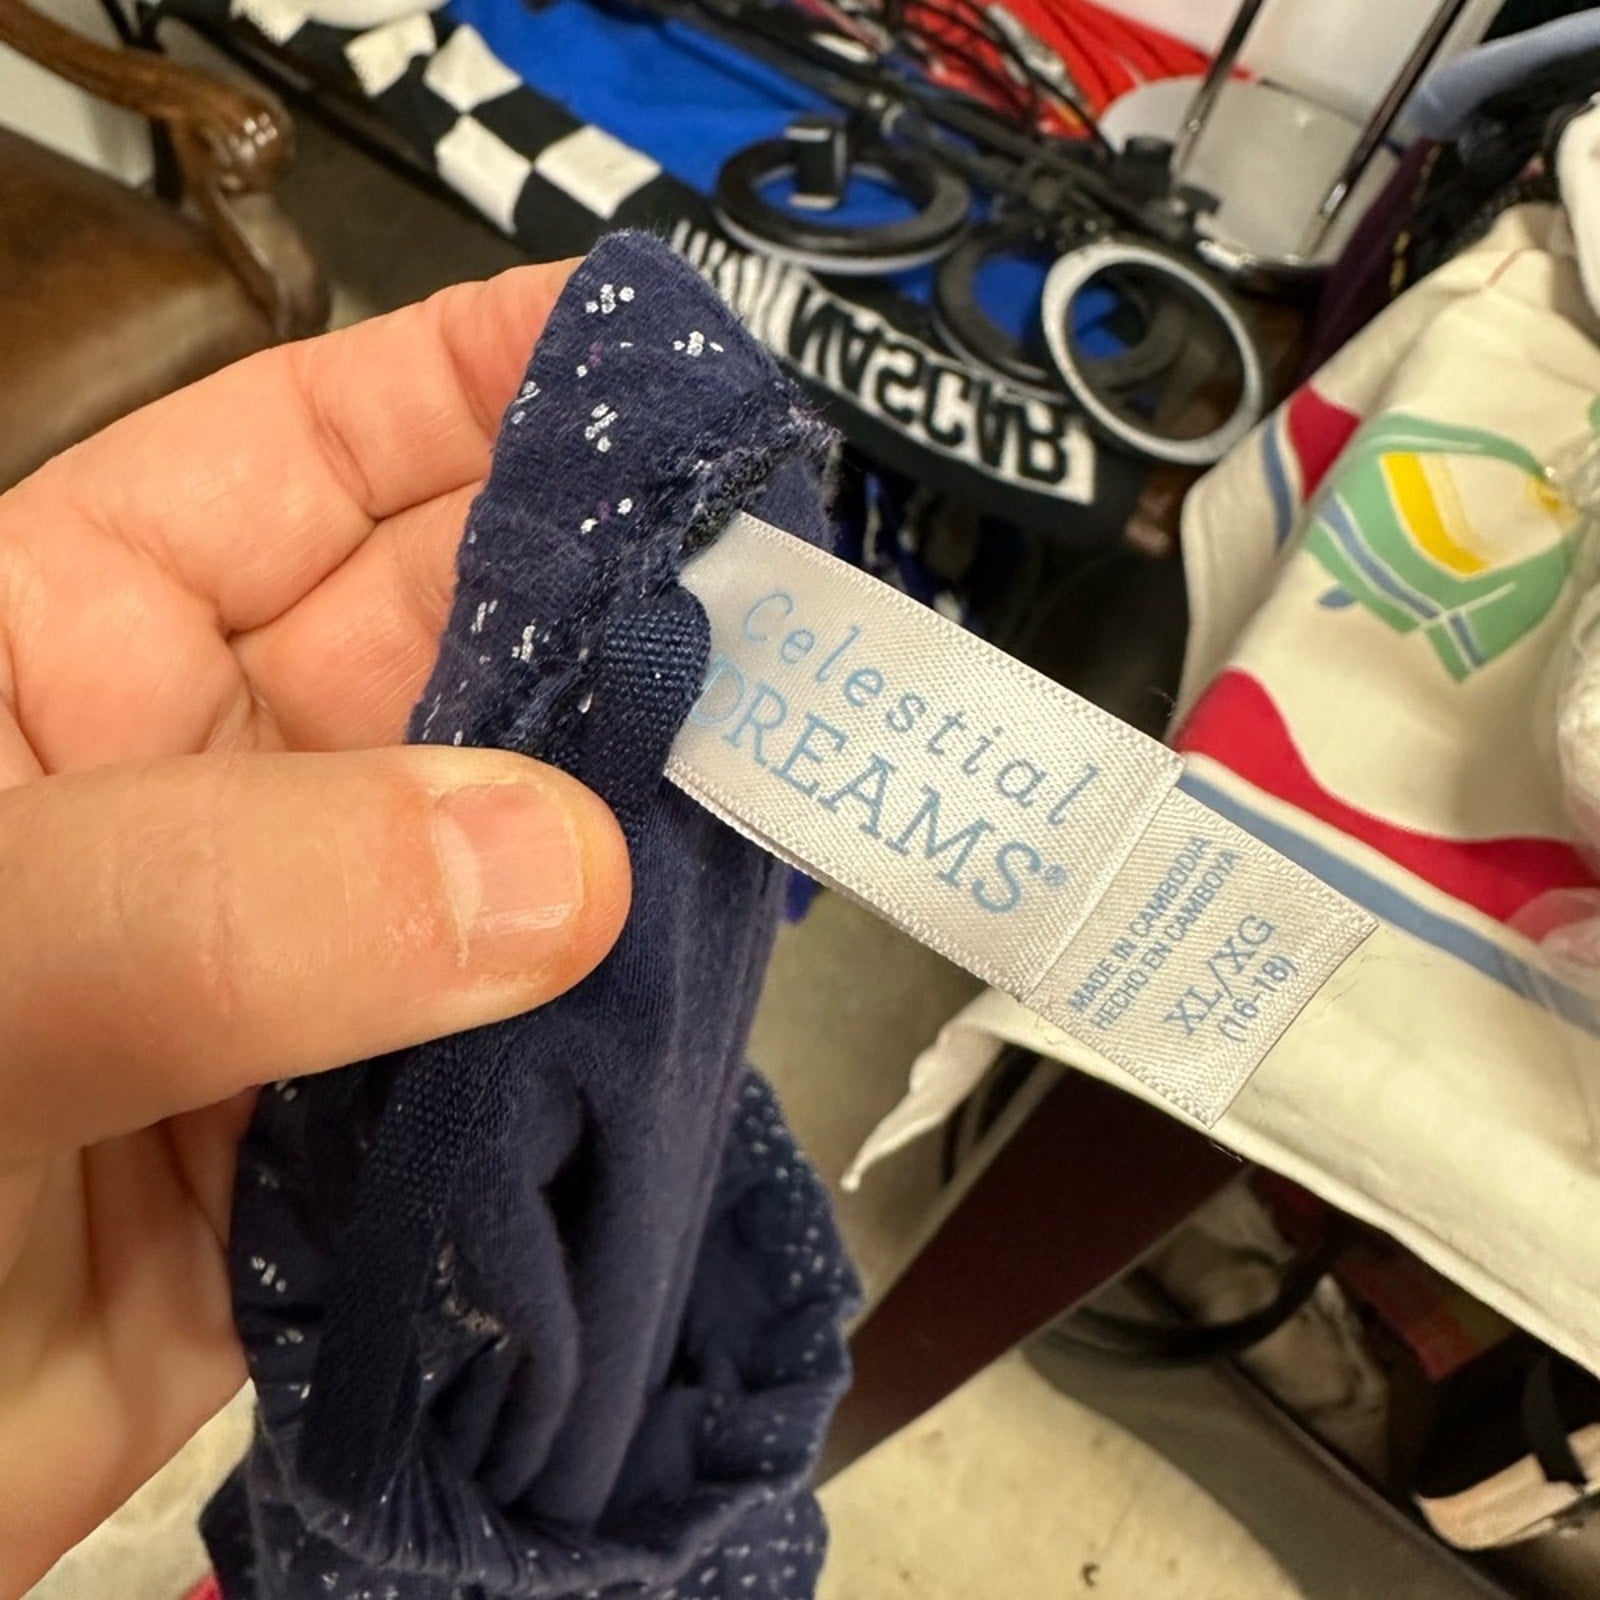 Celestial
DREAMS®
MADE IN CAMBODIA
HECHO EN CAMBOYA
XL/XG
(16-18)
NASCAR